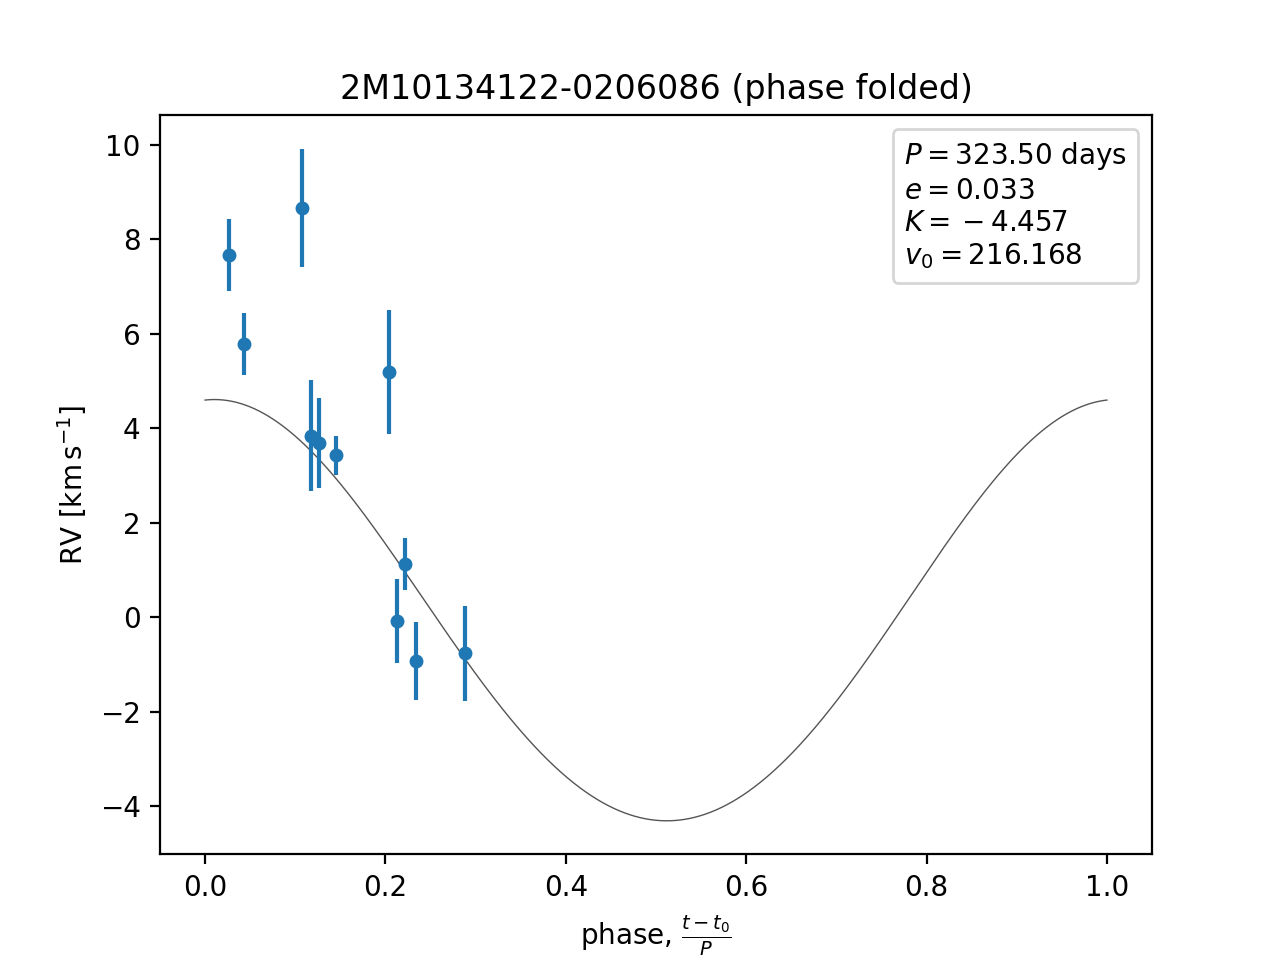 2M10134122-0206086 (phase folded)
P = 323.50 days
e = 0.033
K = −4.457
v₀ = 216.168
RV [km s⁻¹]
10
8
6
4
2
0
−2
−4
0.0 0.2 0.4 0.6 0.8 1.0
phase, (t − t₀)/P